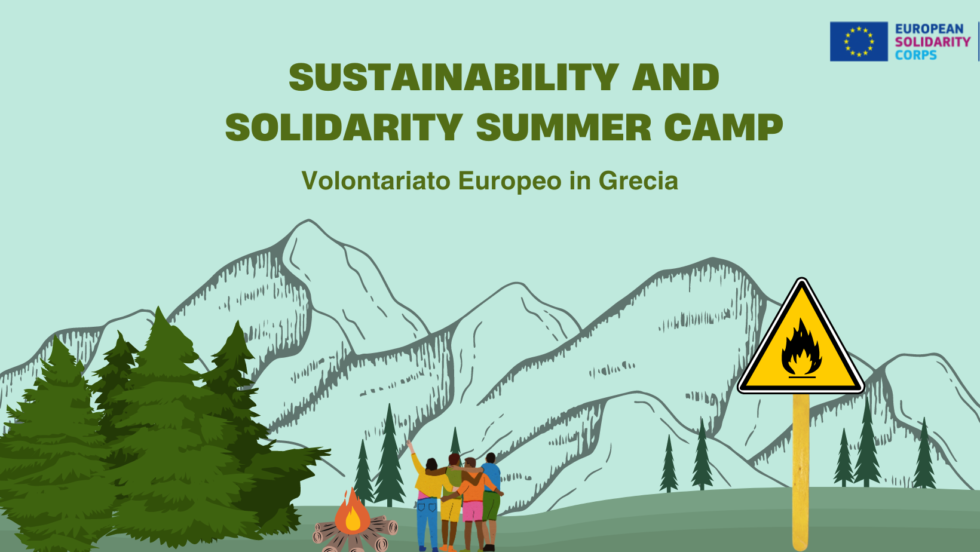 EUROPEAN
SOLIDARITY
CORPS
SUSTAINABILITY AND
SOLIDARITY SUMMER CAMP
Volontariato Europeo in Grecia